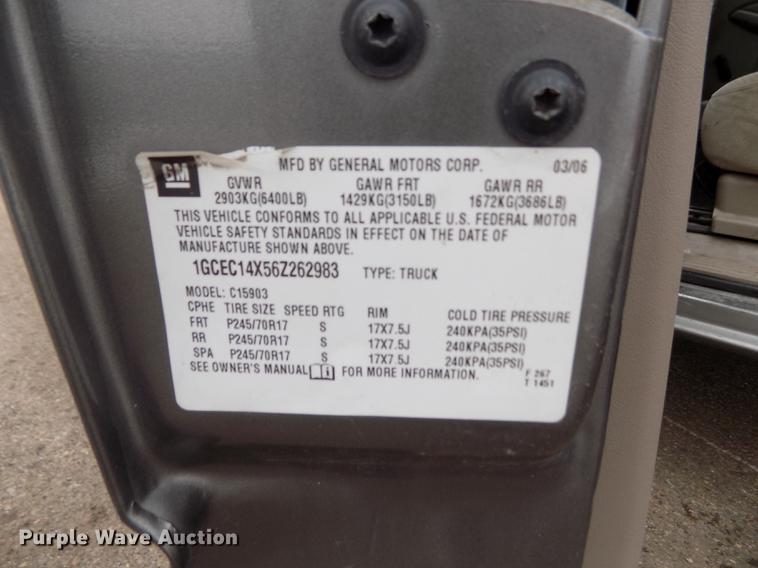 GM
MFD BY GENERAL MOTORS CORP. 03/06
GVWR GAWR FRT GAWR RR
2903KG(6400LB) 1429KG(3150LB) 1672KG(3686LB)
THIS VEHICLE CONFORMS TO ALL APPLICABLE U.S. FEDERAL MOTOR
VEHICLE SAFETY STANDARDS IN EFFECT ON THE DATE OF
MANUFACTURE SHOWN ABOVE.
1GCEC14X56Z262983 TYPE: TRUCK
MODEL: C15903
CPHE TIRE SIZE SPEED RTG RIM COLD TIRE PRESSURE
FRT P245/70R17 S 17X7.5J 240KPA(35PSI)
RR P245/70R17 S 17X7.5J 240KPA(35PSI)
SPA P245/70R17 S 17X7.5J 240KPA(35PSI)
SEE OWNER'S MANUAL i FOR MORE INFORMATION.
F 267
T 1451
Purple Wave Auction